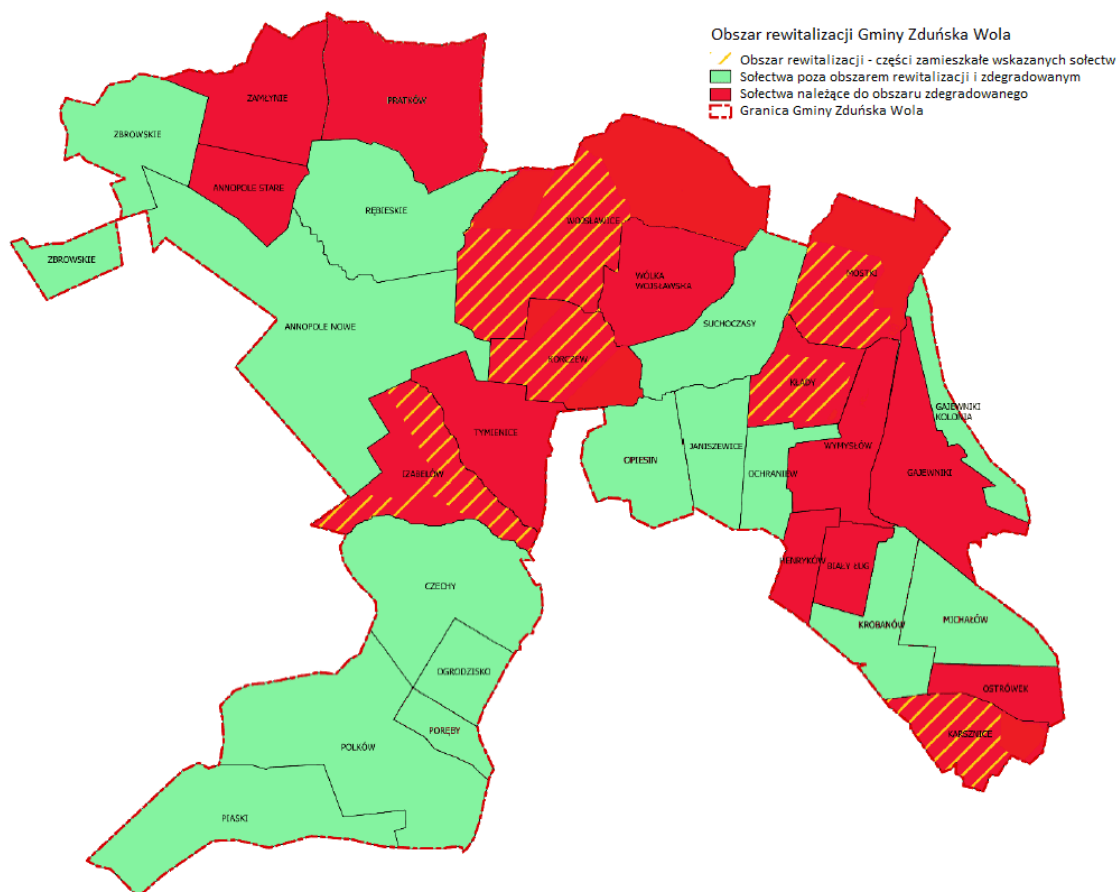 Obszar rewitalizacji Gminy Zduńska Wola
Obszar rewitalizacji - części zamieszkałe wskazanych sołectw
Sołectwa poza obszarem rewitalizacji i zdegradowanym
Sołectwa należące do obszaru zdegradowanego
Granica Gminy Zduńska Wola
ZAMŁYNIE
PRATKÓW
ZBROWSKIE
ANNOPOLE STARE
RĘBIESKIE
WOJSŁAWICE
ZBROWSKIE
WÓLKA
WOJSŁAWSKA
MOSTKI
ANNOPOLE NOWE
SUCHOCZASY
KORCZEW
KŁADY
GAJEWNIKI
KOLONIA
TYMIENICE
OPIESIN
JANISZEWICE
OCHRANIEW
WYMYSŁÓW
GAJEWNIKI
IZABELÓW
HENRYKÓW
BIAŁY ŁUG
CZECHY
KROBANÓW
MICHAŁÓW
OGRODZISKO
OSTRÓWEK
PORĘBY
KARSZNICE
POLKÓW
PIASKI